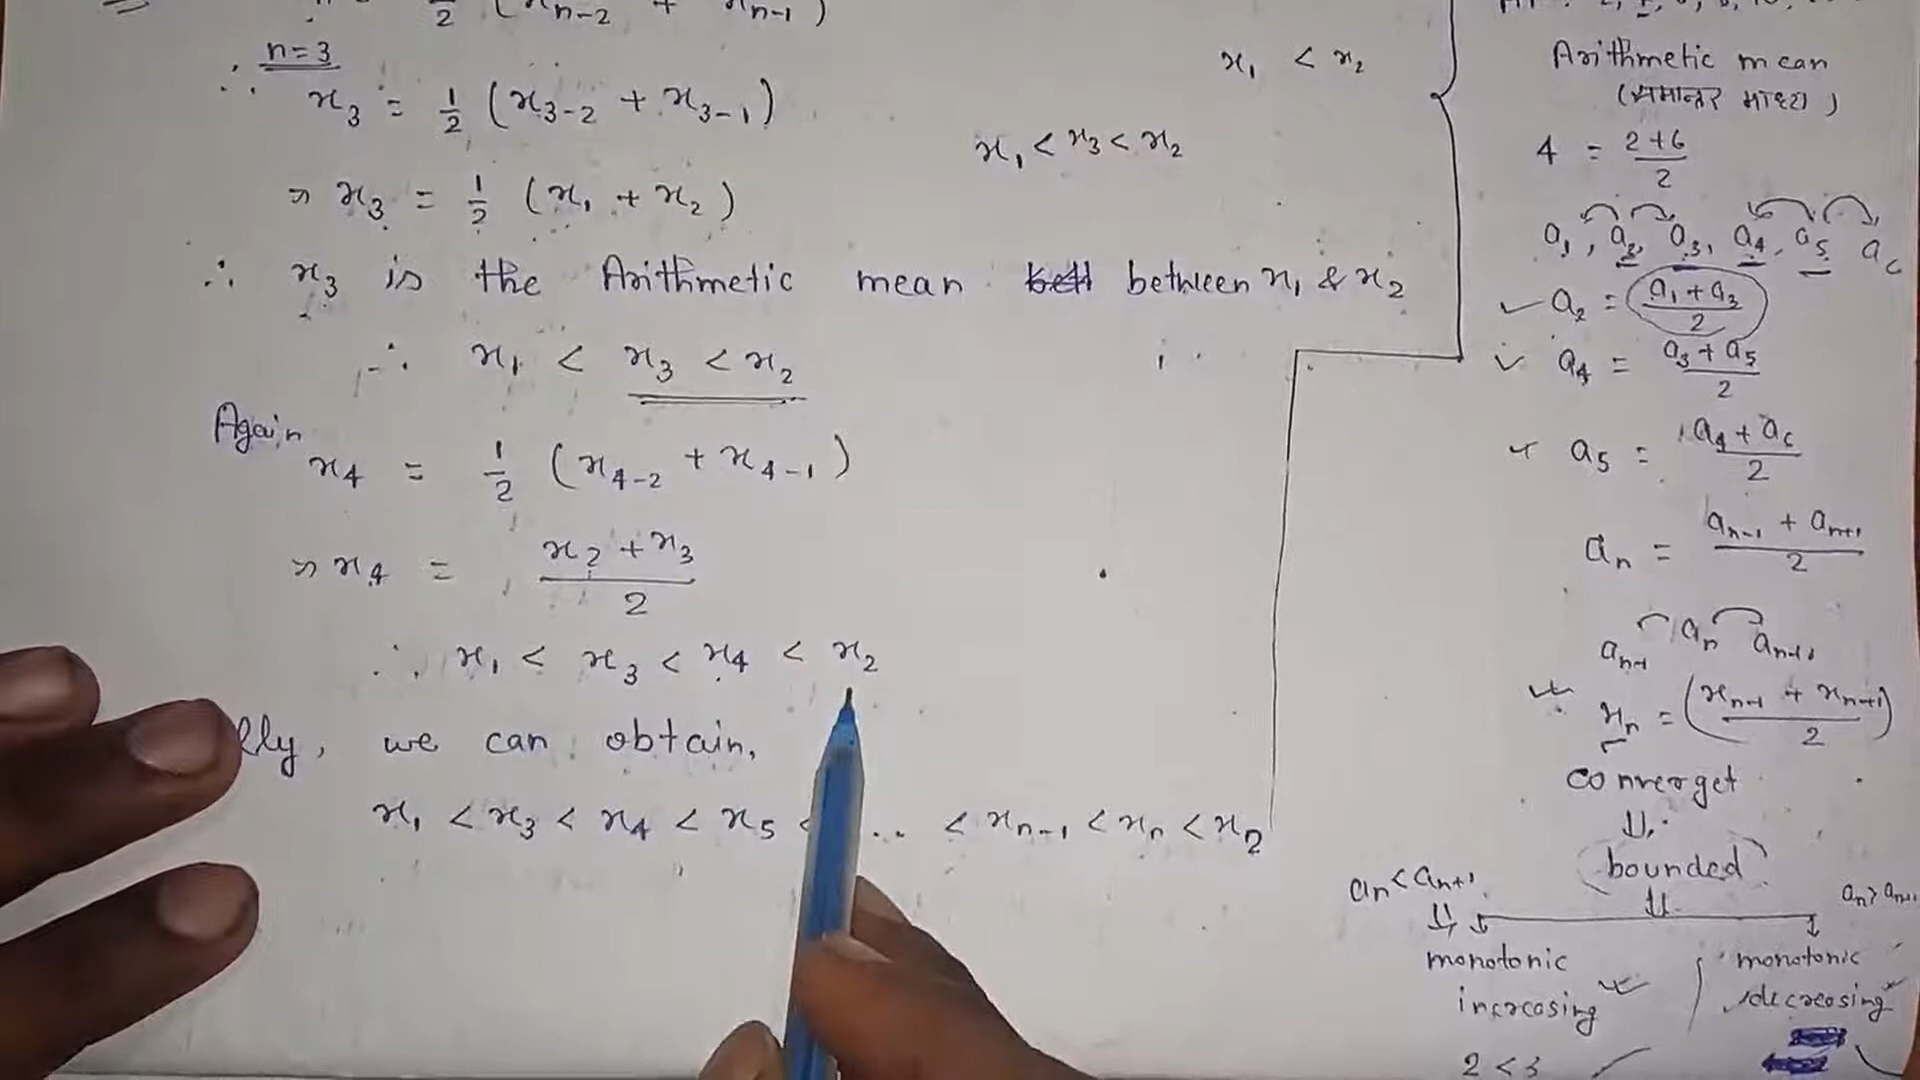 n=3
∴ x₃ = 1/2 (x₃₋₂ + x₃₋₁)
⇒ x₃ = 1/2 (x₁ + x₂)
∴ x₃ is the Arithmetic mean between x₁ & x₂
∴ x₁ < x₃ < x₂
Again
x₄ = 1/2 (x₄₋₂ + x₄₋₁)
⇒ x₄ = (x₂ + x₃)/2
∴ x₁ < x₃ < x₄ < x₂
lly, we can obtain,
x₁ < x₃ < x₄ < x₅ < .. < xₙ₋₁ < xₙ < x₂
x₁ < x₂
x₁ < x₃ < x₂
Arithmetic mean
(समान्तर माध्य)
4 = (2+6)/2
a₁, a₂, a₃, a₄, a₅ a₆
a₂ = (a₁ + a₃)/2
a₄ = (a₃ + a₅)/2
a₅ = (a₄ + a₆)/2
aₙ = (aₙ₋₁ + aₙ₊₁)/2
aₙ₋₁ aₙ aₙ₊₁
xₙ = ((xₙ₋₁ + xₙ₊₁)/2)
converget
⇓
bounded
aₙ < aₙ₊₁ ⇓ aₙ > aₙ₊₁
monotonic monotonic
increasing decreasing
2 < 3